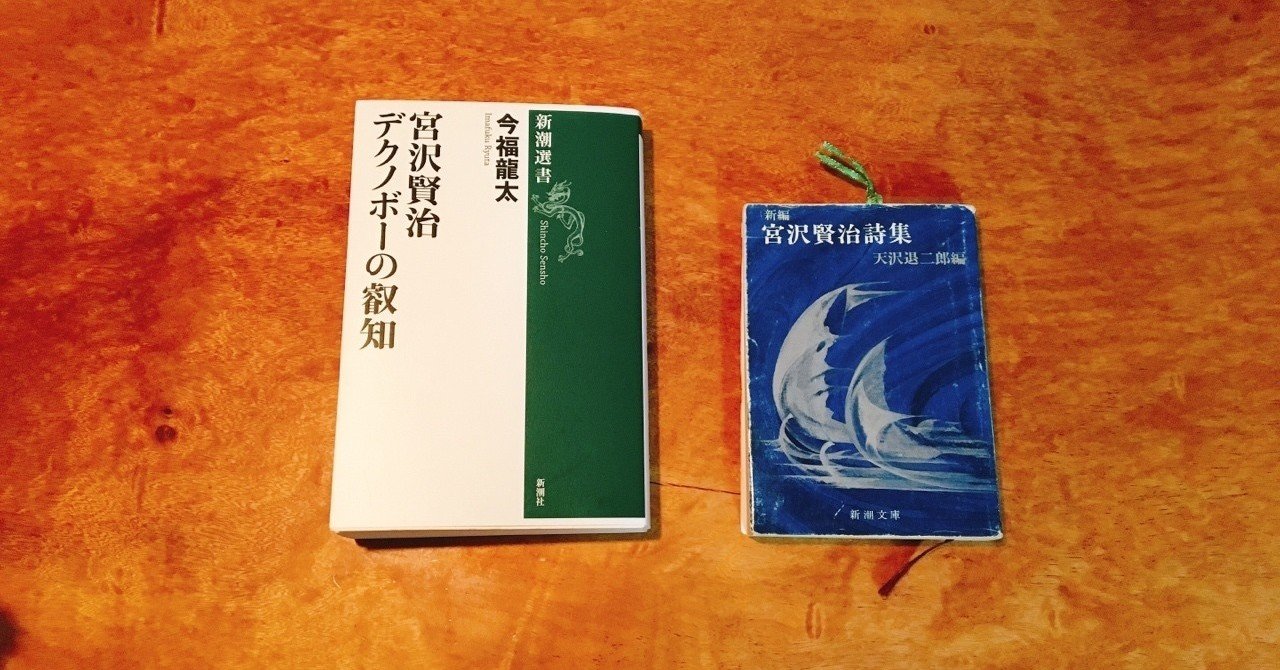 新潮選書
Shincho Sensho
今福龍太
Imafuku Ryuta
宮沢賢治
デクノボーの叡知
新潮社
新編
宮沢賢治詩集
天沢退二郎編
新潮文庫